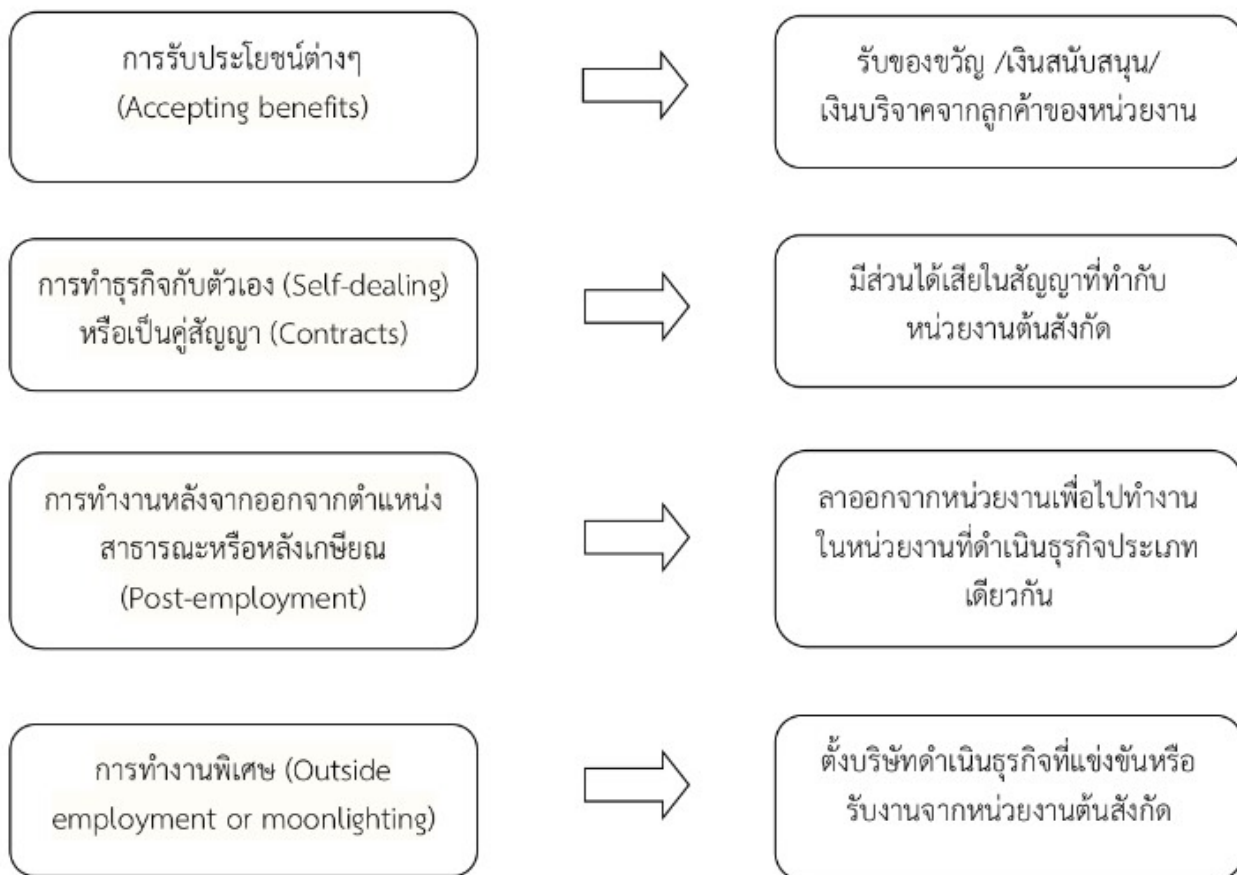 การรับประโยชน์ต่างๆ
(Accepting benefits)
รับของขวัญ /เงินสนับสนุน/
เงินบริจาคจากลูกค้าของหน่วยงาน
การทำธุรกิจกับตัวเอง (Self-dealing)
หรือเป็นคู่สัญญา (Contracts)
มีส่วนได้เสียในสัญญาที่ทำกับ
หน่วยงานต้นสังกัด
การทำงานหลังจากออกจากตำแหน่ง
สาธารณะหรือหลังเกษียณ
(Post-employment)
ลาออกจากหน่วยงานเพื่อไปทำงาน
ในหน่วยงานที่ดำเนินธุรกิจประเภท
เดียวกัน
การทำงานพิเศษ (Outside
employment or moonlighting)
ตั้งบริษัทดำเนินธุรกิจที่แข่งขันหรือ
รับงานจากหน่วยงานต้นสังกัด